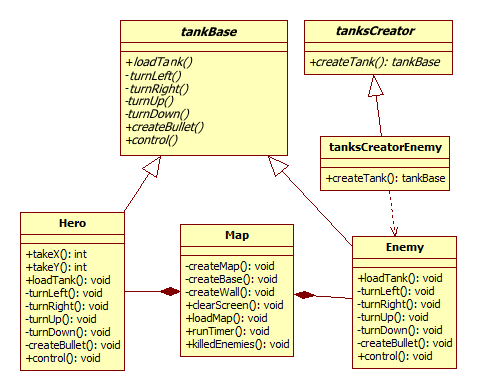 tankBase
+loadTank()
-turnLeft()
-turnRight()
-turnUp()
-turnDown()
+createBullet()
+control()
tanksCreator
+createTank(): tankBase
tanksCreatorEnemy
+createTank(): tankBase
Hero
+takeX(): int
+takeY(): int
+loadTank(): void
-turnLeft(): void
-turnRight(): void
-turnUp(): void
-turnDown(): void
-createBullet(): void
+control(): void
Map
-createMap(): void
-createBase(): void
-createWall(): void
+clearScreen(): void
+loadMap(): void
+runTimer(): void
+killedEnemies(): void
Enemy
+loadTank(): void
-turnLeft(): void
-turnRight(): void
-turnUp(): void
-turnDown(): void
-createBullet(): void
+control(): void